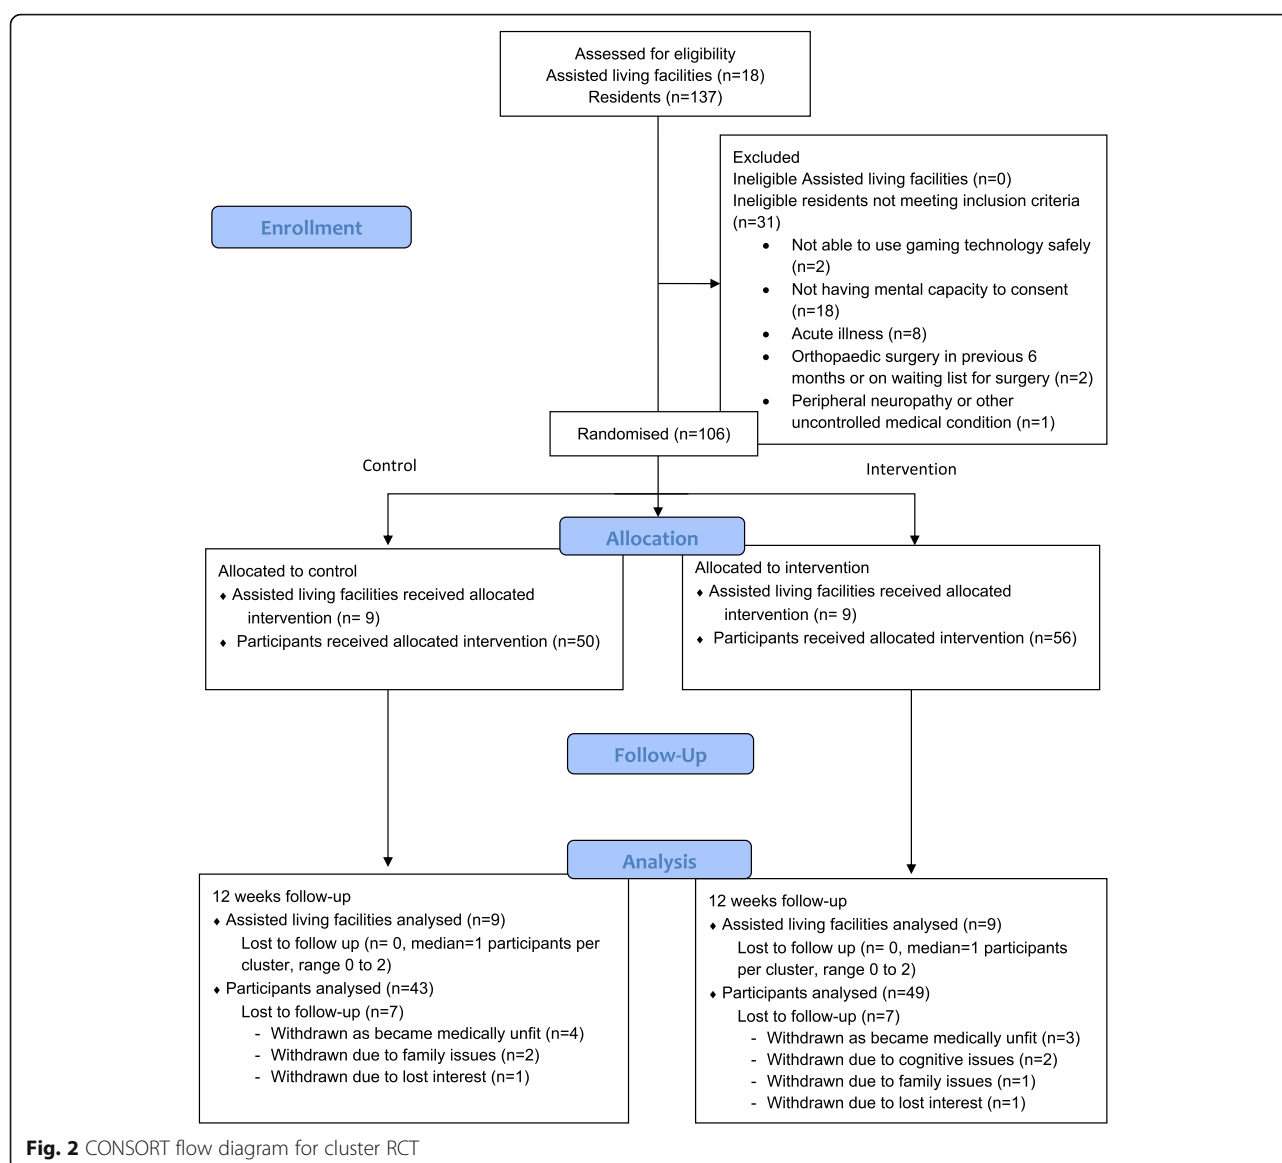 Assessed for eligibility
Assisted living facilities (n=18)
Residents (n=137)
Excluded
Ineligible Assisted living facilities (n=0)
Ineligible residents not meeting inclusion criteria
(n=31)
• Not able to use gaming technology safely
(n=2)
• Not having mental capacity to consent
(n=18)
• Acute illness (n=8)
• Orthopaedic surgery in previous 6
months or on waiting list for surgery (n=2)
• Peripheral neuropathy or other
uncontrolled medical condition (n=1)
Enrollment
Randomised (n=106)
Control
Intervention
Allocation
Allocated to control
♦ Assisted living facilities received allocated
intervention (n= 9)
♦ Participants received allocated intervention (n=50)
Allocated to intervention
♦ Assisted living facilities received allocated
intervention (n= 9)
♦ Participants received allocated intervention (n=56)
Follow-Up
Analysis
12 weeks follow-up
♦ Assisted living facilities analysed (n=9)
Lost to follow up (n= 0, median=1 participants per
cluster, range 0 to 2)
♦ Participants analysed (n=43)
Lost to follow-up (n=7)
- Withdrawn as became medically unfit (n=4)
- Withdrawn due to family issues (n=2)
- Withdrawn due to lost interest (n=1)
12 weeks follow-up
♦ Assisted living facilities analysed (n=9)
Lost to follow up (n= 0, median=1 participants
per cluster, range 0 to 2)
♦ Participants analysed (n=49)
Lost to follow-up (n=7)
- Withdrawn as became medically unfit (n=3)
- Withdrawn due to cognitive issues (n=2)
- Withdrawn due to family issues (n=1)
- Withdrawn due to lost interest (n=1)
Fig. 2 CONSORT flow diagram for cluster RCT